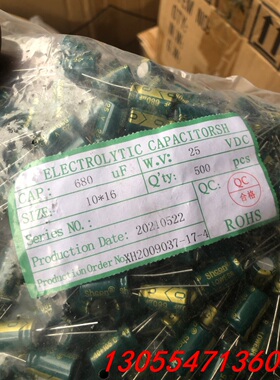 ELECTROLYTIC CAPACITORSH
CAP: 680 uF W.V: 25 VDC
SIZE: 10*16 Q'ty: 500 pcs
Series NO.: QC: QC 合格
Production Date: 20210522
Production Order No XH2009037-17-4 ROHS
13055471360